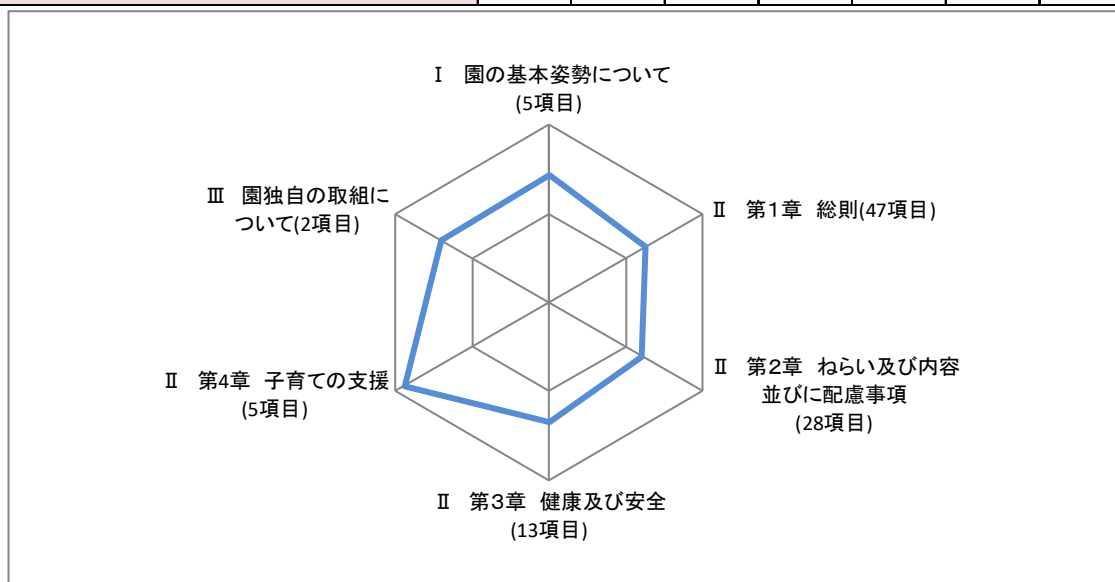 Ⅰ　園の基本姿勢について
(5項目)
Ⅱ　第1章　総則(47項目)
Ⅱ　第2章　ねらい及び内容
並びに配慮事項
(28項目)
Ⅱ　第3章　健康及び安全
(13項目)
Ⅱ　第4章　子育ての支援
(5項目)
Ⅲ　園独自の取組に
ついて(2項目)